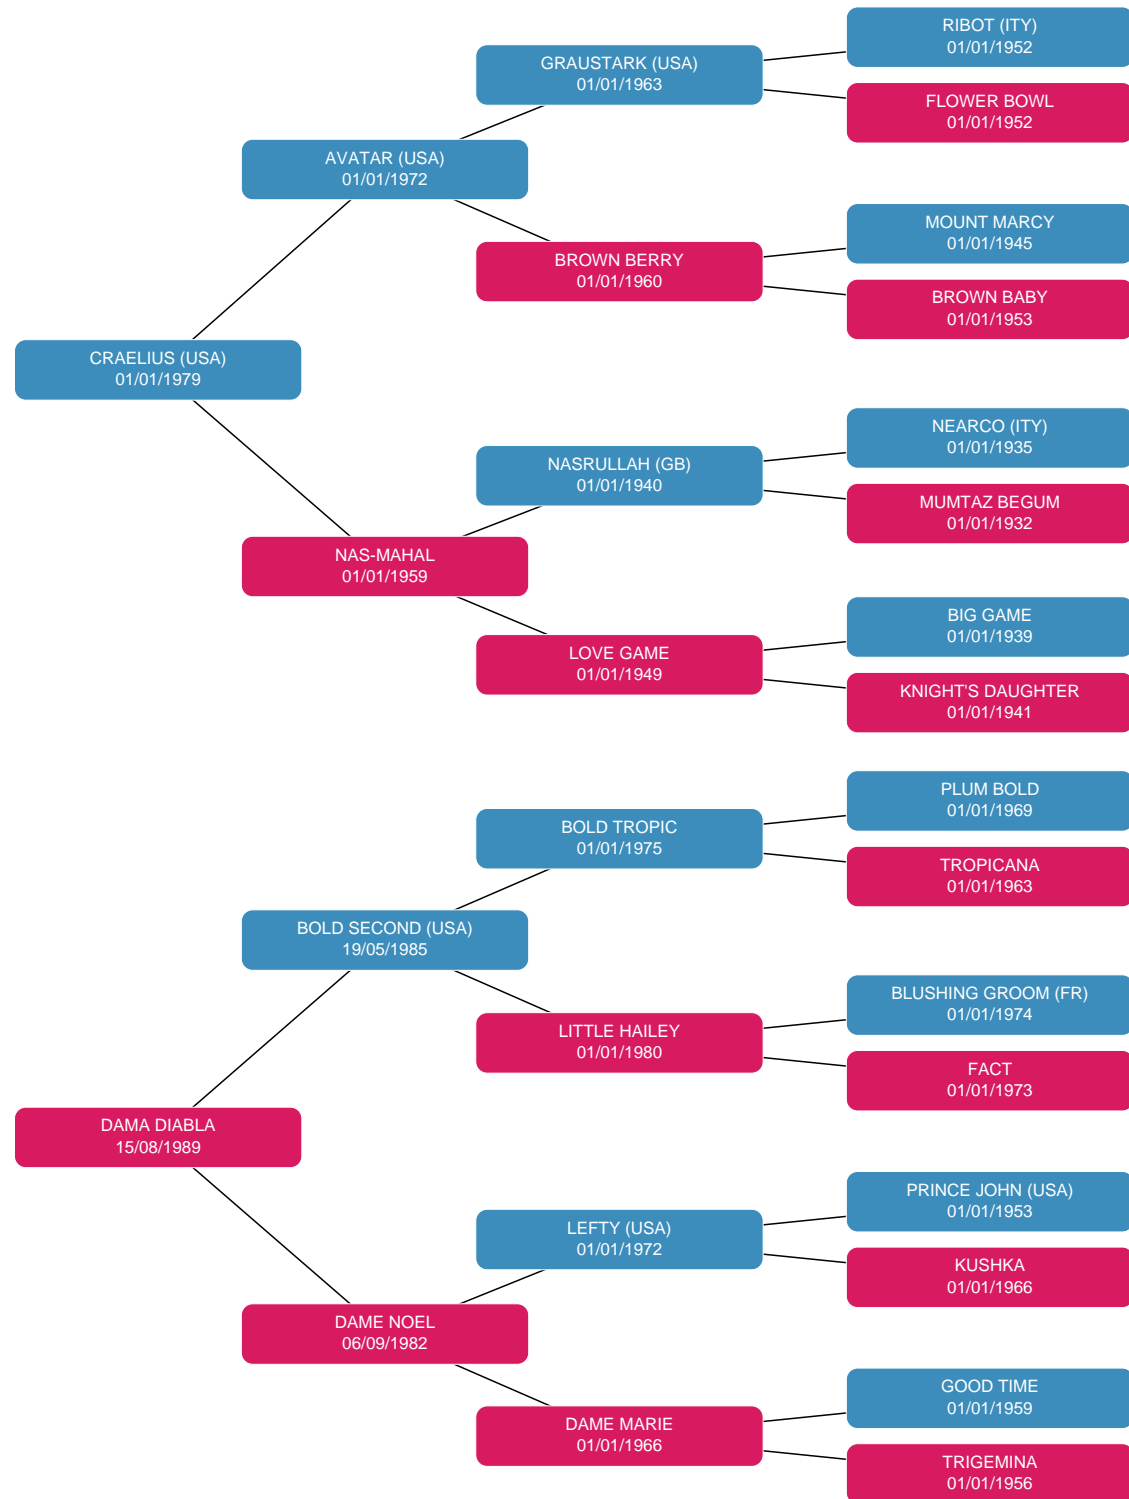 RIBOT (ITY)
01/01/1952
GRAUSTARK (USA)
01/01/1963
FLOWER BOWL
01/01/1952
AVATAR (USA)
01/01/1972
MOUNT MARCY
01/01/1945
BROWN BERRY
01/01/1960
BROWN BABY
01/01/1953
CRAELIUS (USA)
01/01/1979
NEARCO (ITY)
01/01/1935
NASRULLAH (GB)
01/01/1940
MUMTAZ BEGUM
01/01/1932
NAS-MAHAL
01/01/1959
BIG GAME
01/01/1939
LOVE GAME
01/01/1949
KNIGHT'S DAUGHTER
01/01/1941
PLUM BOLD
01/01/1969
BOLD TROPIC
01/01/1975
TROPICANA
01/01/1963
BOLD SECOND (USA)
19/05/1985
BLUSHING GROOM (FR)
01/01/1974
LITTLE HAILEY
01/01/1980
FACT
01/01/1973
DAMA DIABLA
15/08/1989
PRINCE JOHN (USA)
01/01/1953
LEFTY (USA)
01/01/1972
KUSHKA
01/01/1966
DAME NOEL
06/09/1982
GOOD TIME
01/01/1959
DAME MARIE
01/01/1966
TRIGEMINA
01/01/1956